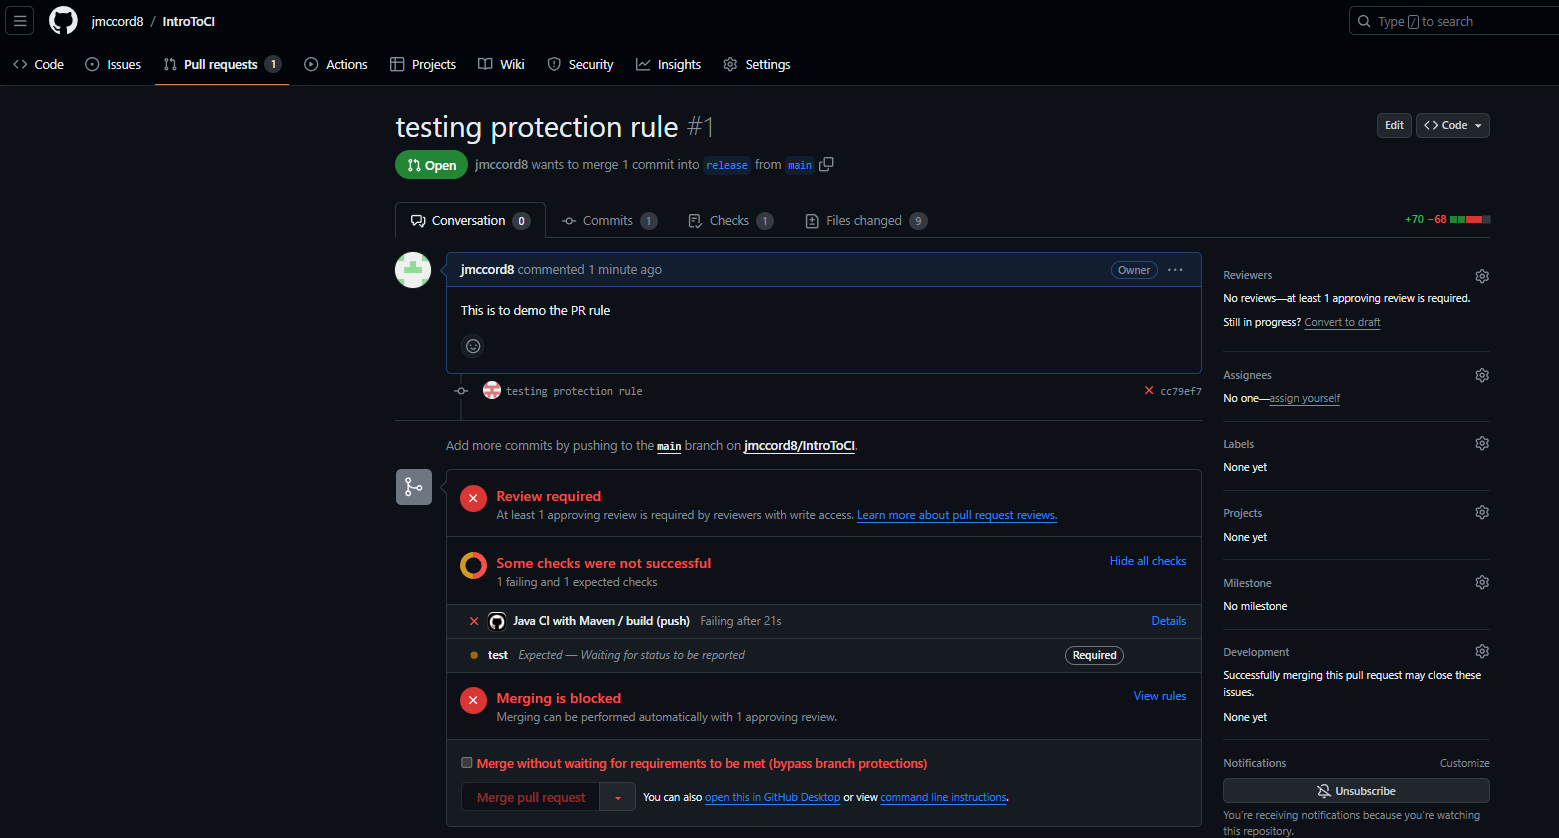 jmccord8 / IntroToCI
Type / to search
Code
Issues
Pull requests 1
Actions
Projects
Wiki
Security
Insights
Settings
testing protection rule #1
Edit
Code
Open
jmccord8 wants to merge 1 commit into release from main
Conversation 0
Commits 1
Checks 1
Files changed 9
+70 −68
jmccord8 commented 1 minute ago
Owner
This is to demo the PR rule
testing protection rule
cc79ef7
Add more commits by pushing to the main branch on jmccord8/IntroToCI.
Review required
At least 1 approving review is required by reviewers with write access. Learn more about pull request reviews.
Some checks were not successful
1 failing and 1 expected checks
Hide all checks
Java CI with Maven / build (push) Failing after 21s
Details
test Expected — Waiting for status to be reported
Required
Merging is blocked
Merging can be performed automatically with 1 approving review.
View rules
Merge without waiting for requirements to be met (bypass branch protections)
Merge pull request
You can also open this in GitHub Desktop or view command line instructions.
Reviewers
No reviews—at least 1 approving review is required.
Still in progress? Convert to draft
Assignees
No one—assign yourself
Labels
None yet
Projects
None yet
Milestone
No milestone
Development
Successfully merging this pull request may close these
issues.
None yet
Notifications
Customize
Unsubscribe
You're receiving notifications because you're watching
this repository.